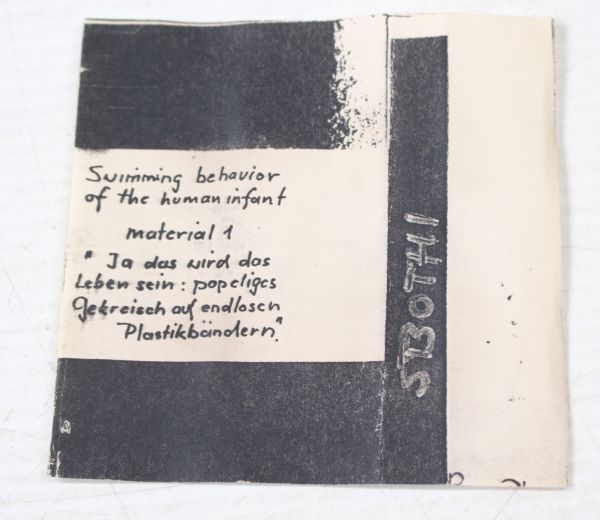 Swimming behavior
of the human infant
material 1
" Ja das wird das
Leben sein: popeliges
Gekreisch auf endlosen
Plastikbändern."